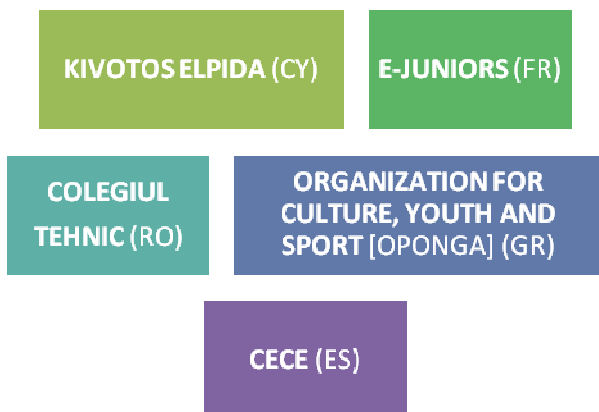 KIVOTOS ELPIDA (CY)
E-JUNIORS (FR)
COLEGIUL
TEHNIC (RO)
ORGANIZATION FOR
CULTURE, YOUTH AND
SPORT [OPONGA] (GR)
CECE (ES)